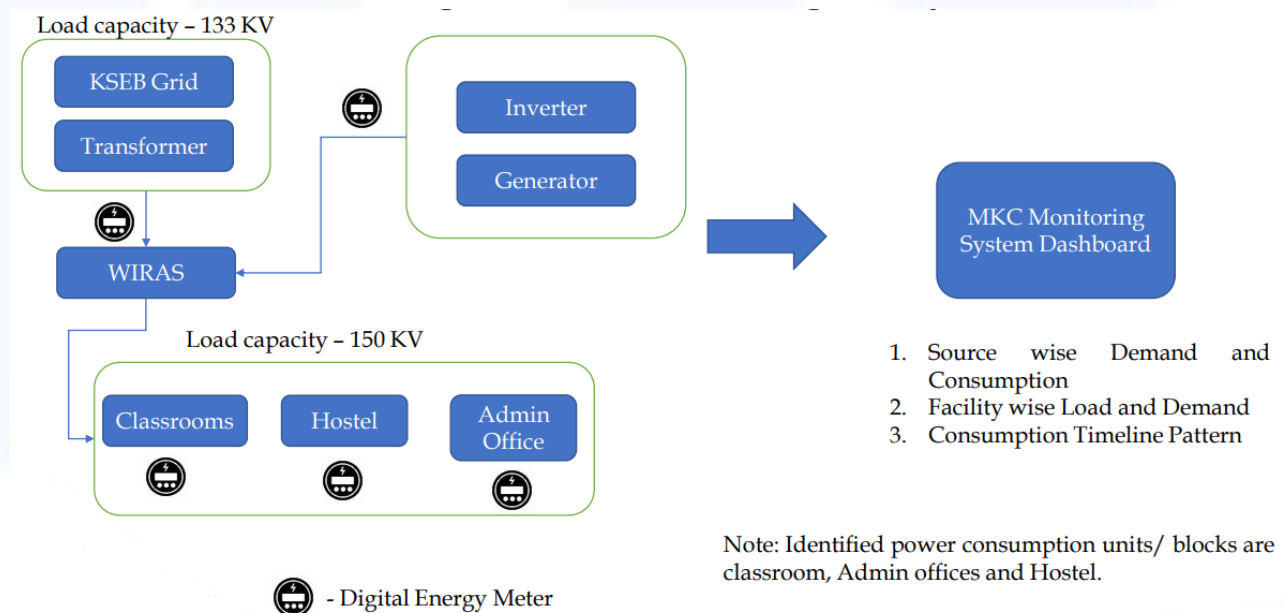 Load capacity – 133 KV
KSEB Grid
Transformer
Inverter
Generator
WIRAS
MKC Monitoring
System Dashboard
Load capacity – 150 KV
Classrooms
Hostel
Admin
Office
1. Source wise Demand and
Consumption
2. Facility wise Load and Demand
3. Consumption Timeline Pattern
Note: Identified power consumption units/ blocks are
classroom, Admin offices and Hostel.
- Digital Energy Meter